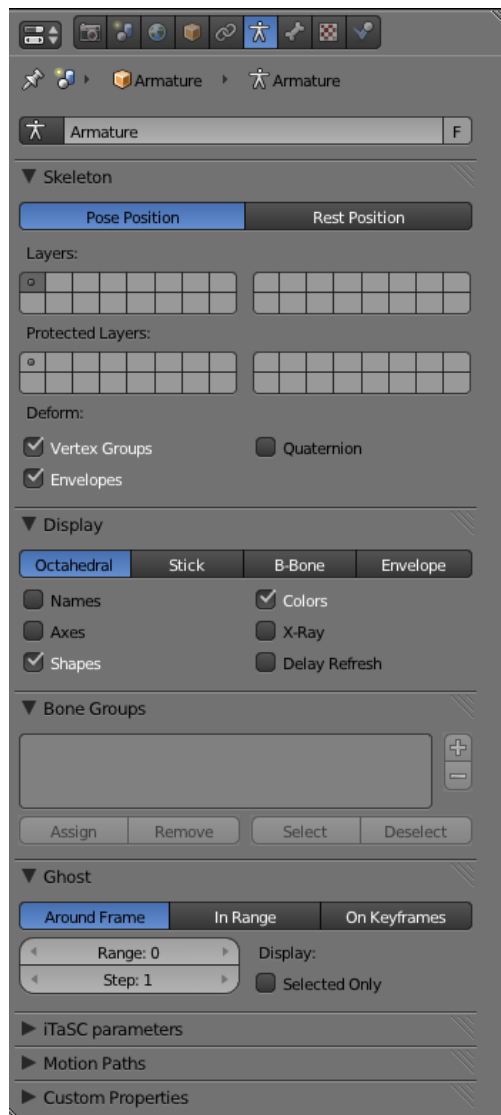 Armature Armature
Armature F
Skeleton
Pose Position Rest Position
Layers:
Protected Layers:
Deform:
Vertex Groups Quaternion
Envelopes
Display
Octahedral Stick B-Bone Envelope
Names Colors
Axes X-Ray
Shapes Delay Refresh
Bone Groups
Assign Remove Select Deselect
Ghost
Around Frame In Range On Keyframes
Range: 0 Display:
Step: 1 Selected Only
iTaSC parameters
Motion Paths
Custom Properties